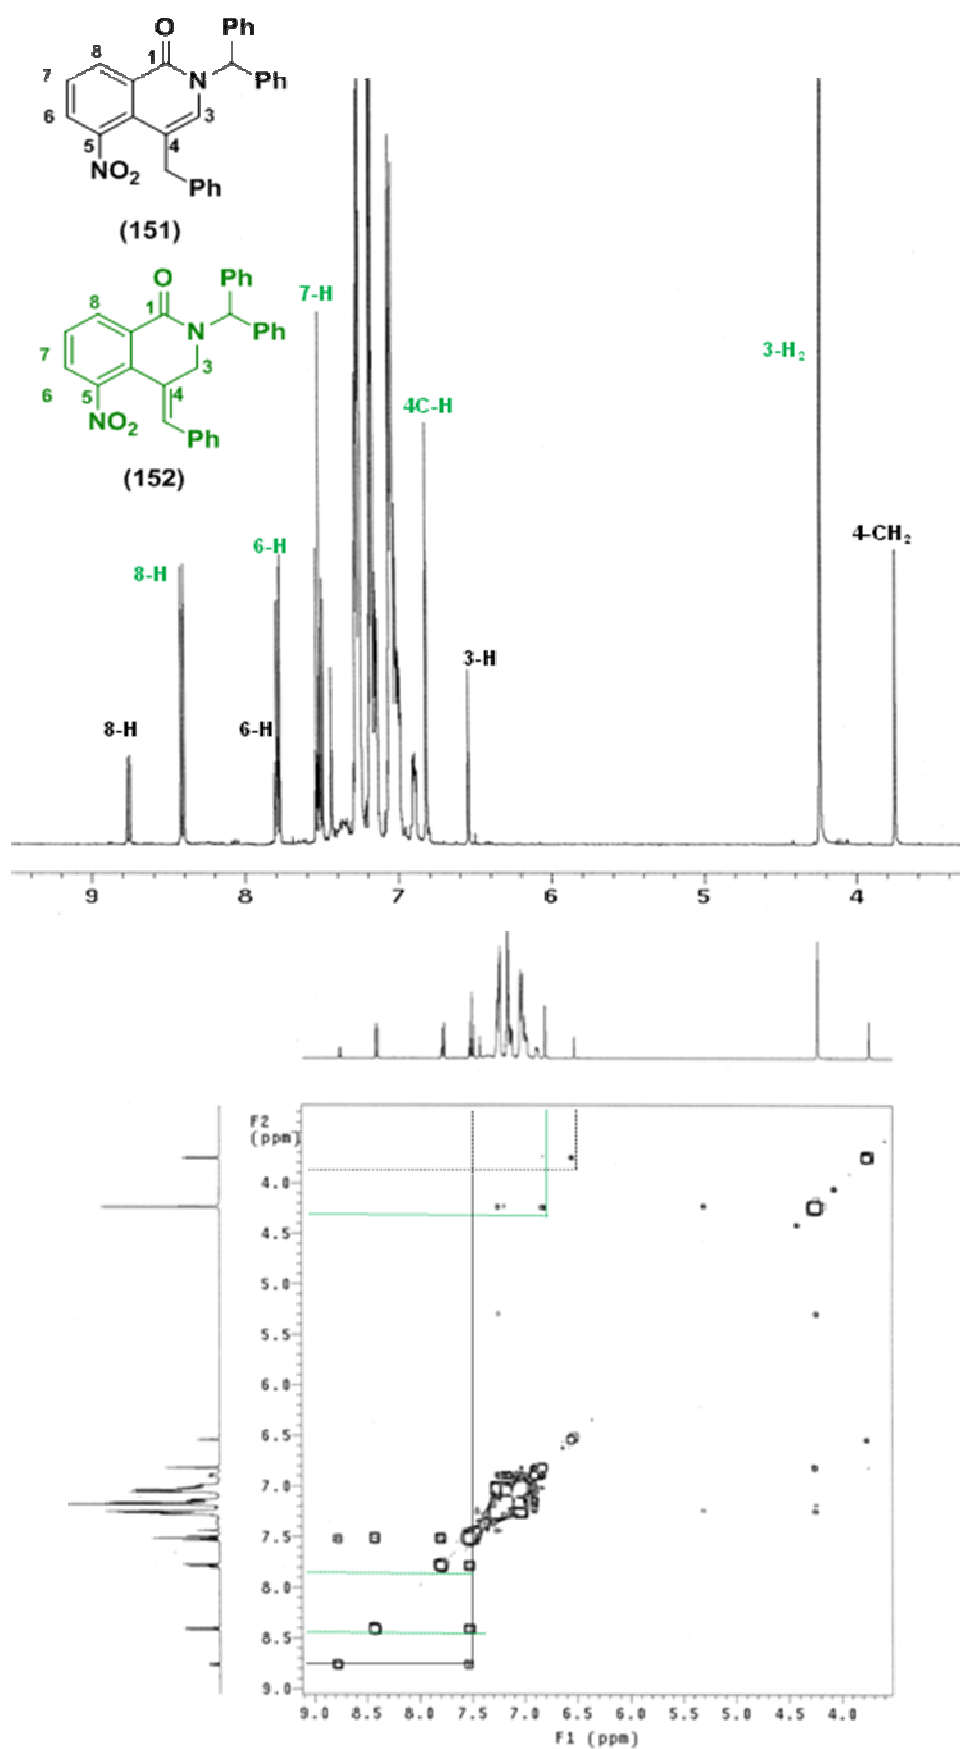 O
Ph
8
1
7
N
Ph
6
3
5
4
NO2
Ph
(151)
O
Ph
8
1
7-H
N
Ph
3-H2
7
3
6
5
4
4C-H
NO2
Ph
(152)
4-CH2
6-H
8-H
3-H
8-H
6-H
9 8 7 6 5 4
F2
(ppm)
4.0
4.5
5.0
5.5
6.0
6.5
7.0
7.5
8.0
8.5
9.0
9.0 8.5 8.0 7.5 7.0 6.5 6.0 5.5 5.0 4.5 4.0
F1 (ppm)